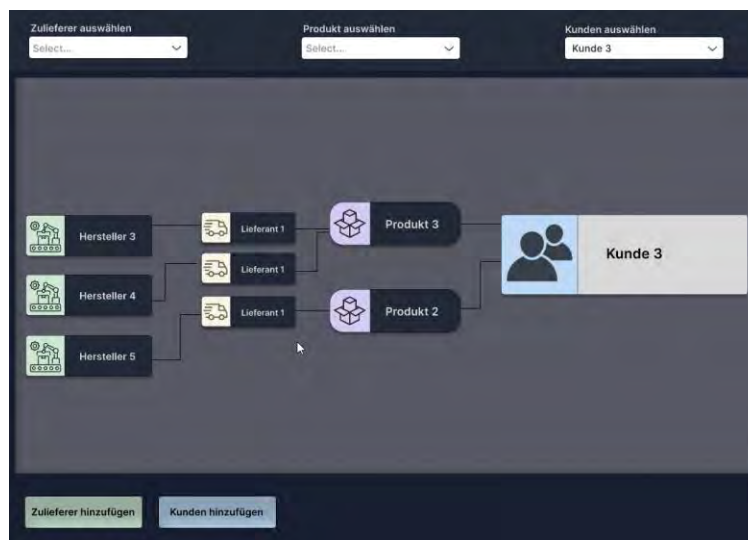 Zulieferer auswählen
Select...
Produkt auswählen
Select...
Kunden auswählen
Kunde 3
Hersteller 3
Lieferant 1
Produkt 3
Kunde 3
Hersteller 4
Lieferant 1
Hersteller 5
Lieferant 1
Produkt 2
Zulieferer hinzufügen
Kunden hinzufügen